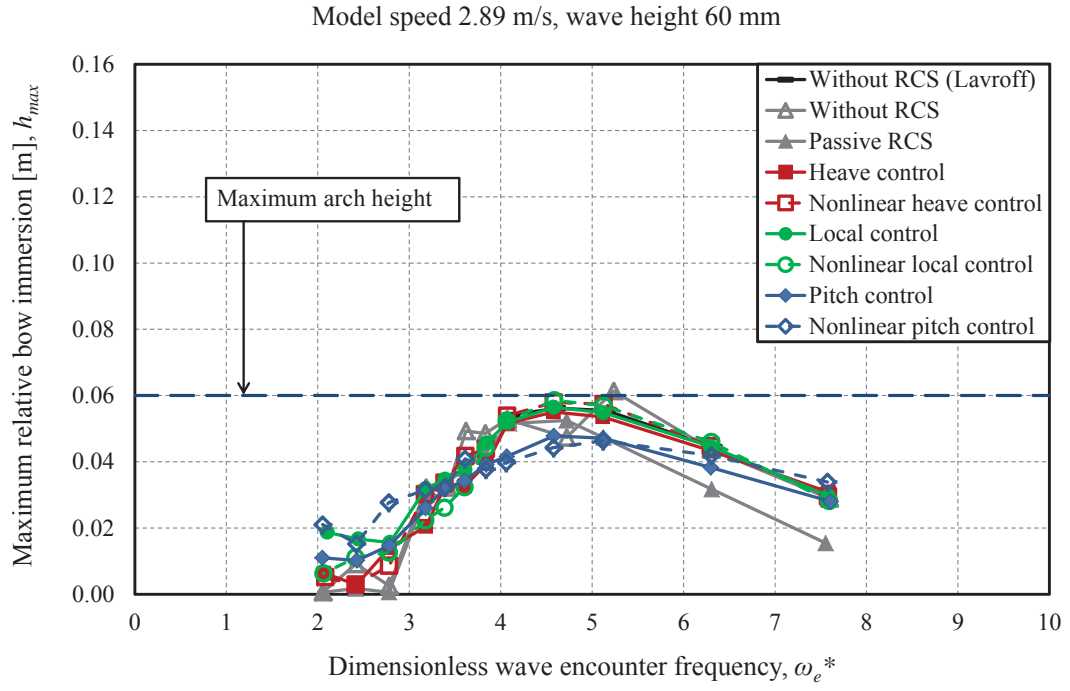 Model speed 2.89 m/s, wave height 60 mm
Maximum relative bow immersion [m], h_max
0.16
0.14
0.12
0.10
0.08
0.06
0.04
0.02
0.00
Maximum arch height
Without RCS (Lavroff)
Without RCS
Passive RCS
Heave control
Nonlinear heave control
Local control
Nonlinear local control
Pitch control
Nonlinear pitch control
0 1 2 3 4 5 6 7 8 9 10
Dimensionless wave encounter frequency, ω_e*